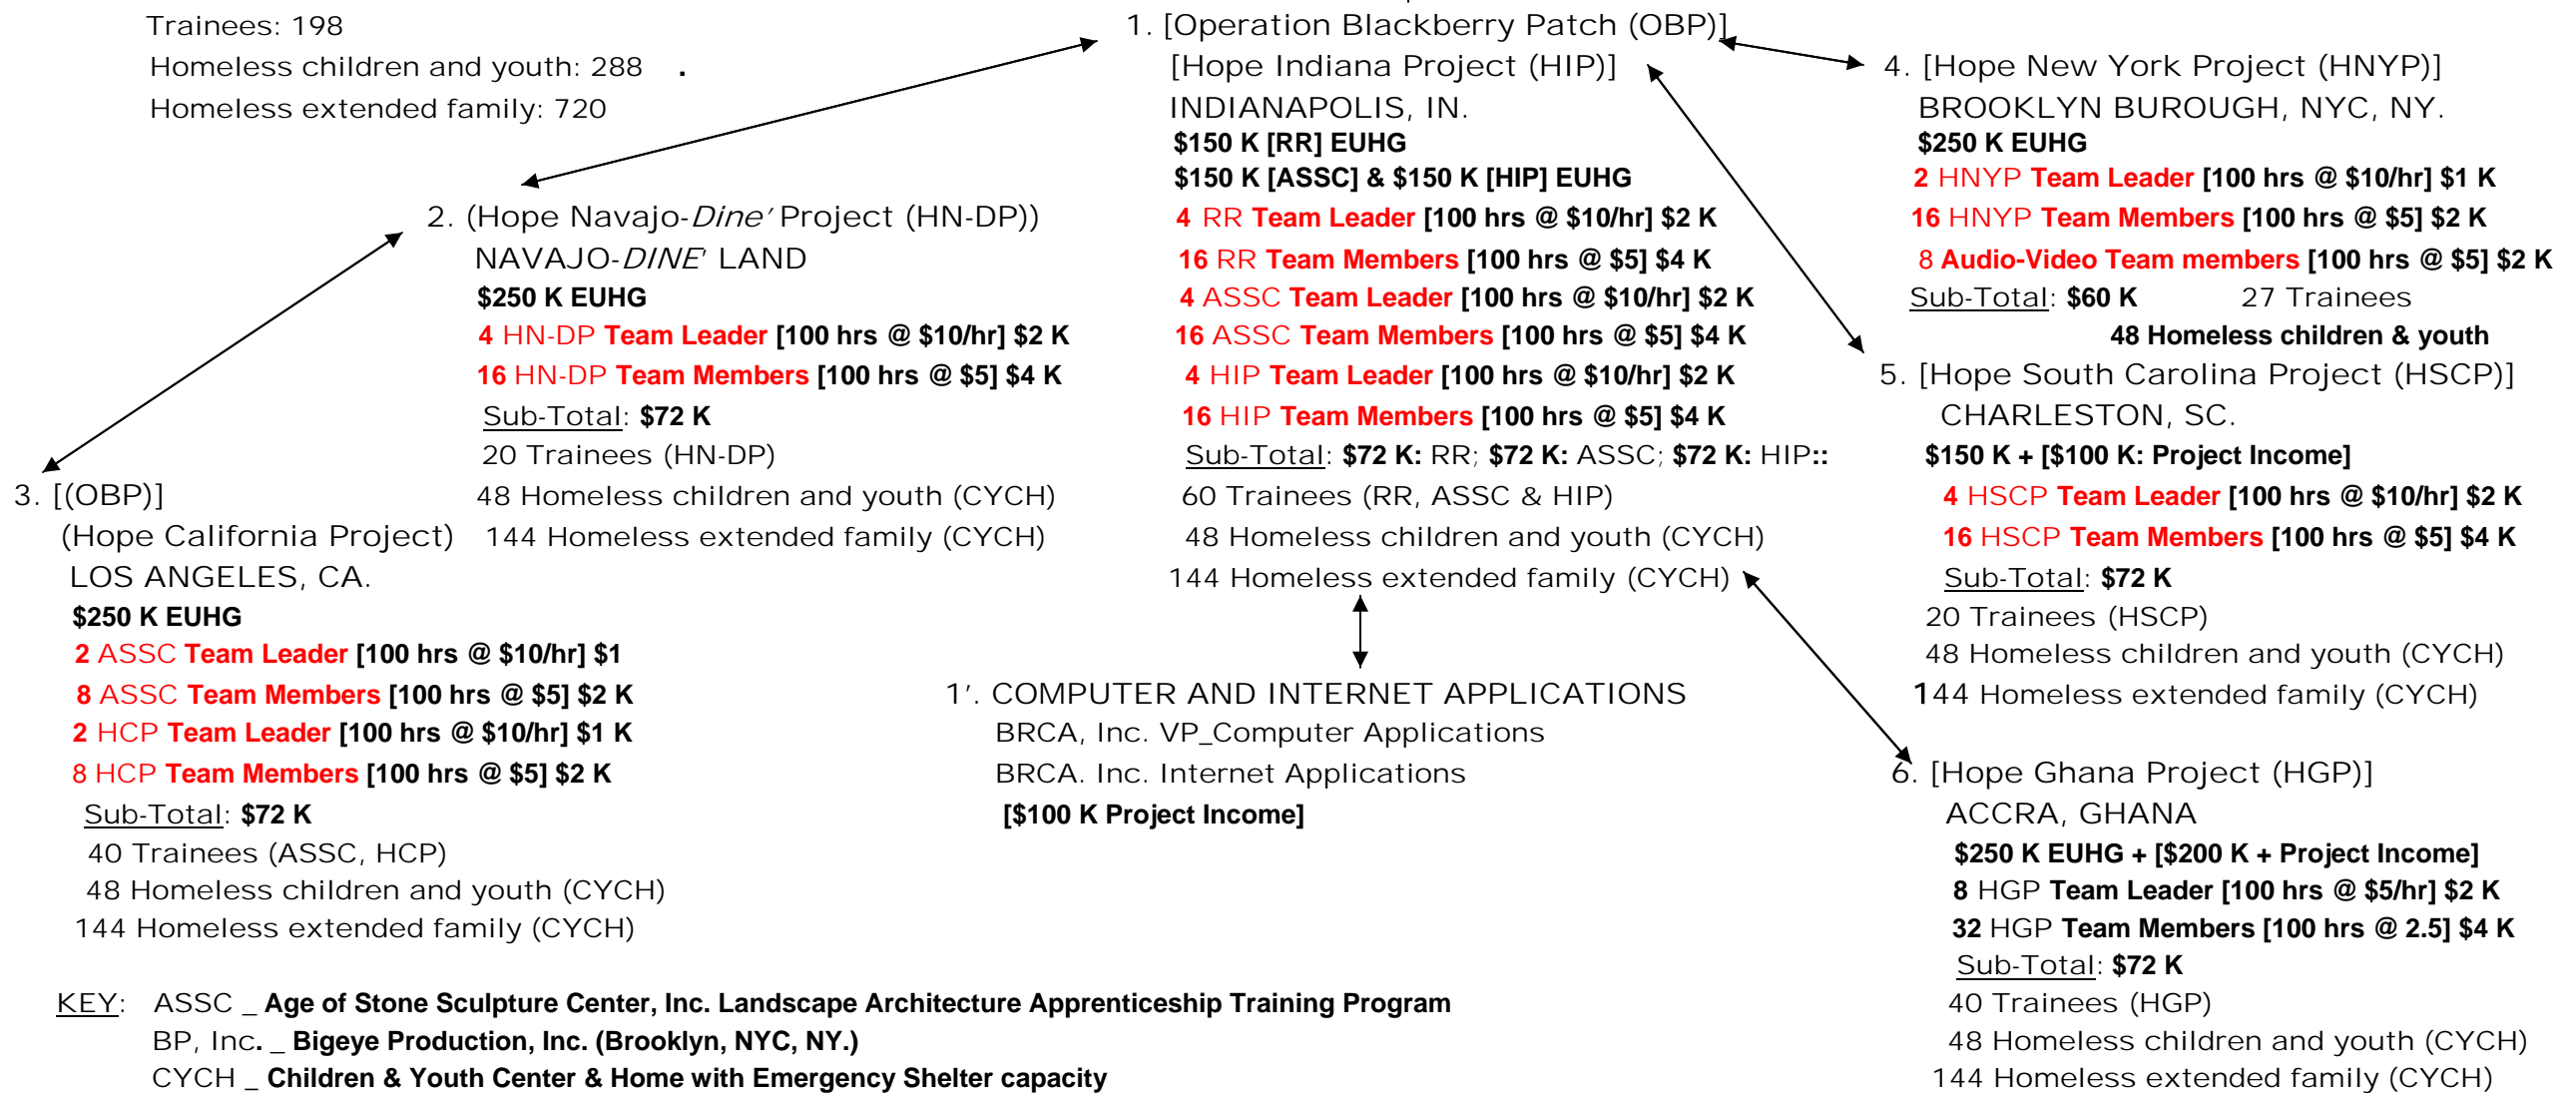 Trainees: 198
Homeless children and youth: 288 .
Homeless extended family: 720
1. [Operation Blackberry Patch (OBP)]
[Hope Indiana Project (HIP)]
INDIANAPOLIS, IN.
$150 K [RR] EUHG
$150 K [ASSC] & $150 K [HIP] EUHG
4 RR Team Leader [100 hrs @ $10/hr] $2 K
16 RR Team Members [100 hrs @ $5] $4 K
4 ASSC Team Leader [100 hrs @ $10/hr] $2 K
16 ASSC Team Members [100 hrs @ $5] $4 K
4 HIP Team Leader [100 hrs @ $10/hr] $2 K
16 HIP Team Members [100 hrs @ $5] $4 K
Sub-Total: $72 K: RR; $72 K: ASSC; $72 K: HIP::
60 Trainees (RR, ASSC & HIP)
48 Homeless children and youth (CYCH)
144 Homeless extended family (CYCH)
1'. COMPUTER AND INTERNET APPLICATIONS
BRCA, Inc. VP_Computer Applications
BRCA. Inc. Internet Applications
[$100 K Project Income]
2. (Hope Navajo-Dine' Project (HN-DP))
NAVAJO-DINE' LAND
$250 K EUHG
4 HN-DP Team Leader [100 hrs @ $10/hr] $2 K
16 HN-DP Team Members [100 hrs @ $5] $4 K
Sub-Total: $72 K
20 Trainees (HN-DP)
48 Homeless children and youth (CYCH)
144 Homeless extended family (CYCH)
3. [(OBP)]
(Hope California Project)
LOS ANGELES, CA.
$250 K EUHG
2 ASSC Team Leader [100 hrs @ $10/hr] $1
8 ASSC Team Members [100 hrs @ $5] $2 K
2 HCP Team Leader [100 hrs @ $10/hr] $1 K
8 HCP Team Members [100 hrs @ $5] $2 K
Sub-Total: $72 K
40 Trainees (ASSC, HCP)
48 Homeless children and youth (CYCH)
144 Homeless extended family (CYCH)
4. [Hope New York Project (HNYP)]
BROOKLYN BUROUGH, NYC, NY.
$250 K EUHG
2 HNYP Team Leader [100 hrs @ $10/hr] $1 K
16 HNYP Team Members [100 hrs @ $5] $2 K
8 Audio-Video Team members [100 hrs @ $5] $2 K
Sub-Total: $60 K 27 Trainees
48 Homeless children & youth
5. [Hope South Carolina Project (HSCP)]
CHARLESTON, SC.
$150 K + [$100 K: Project Income]
4 HSCP Team Leader [100 hrs @ $10/hr] $2 K
16 HSCP Team Members [100 hrs @ $5] $4 K
Sub-Total: $72 K
20 Trainees (HSCP)
48 Homeless children and youth (CYCH)
144 Homeless extended family (CYCH)
6. [Hope Ghana Project (HGP)]
ACCRA, GHANA
$250 K EUHG + [$200 K + Project Income]
8 HGP Team Leader [100 hrs @ $5/hr] $2 K
32 HGP Team Members [100 hrs @ 2.5] $4 K
Sub-Total: $72 K
40 Trainees (HGP)
48 Homeless children and youth (CYCH)
144 Homeless extended family (CYCH)
KEY: ASSC _ Age of Stone Sculpture Center, Inc. Landscape Architecture Apprenticeship Training Program
BP, Inc. _ Bigeye Production, Inc. (Brooklyn, NYC, NY.)
CYCH _ Children & Youth Center & Home with Emergency Shelter capacity